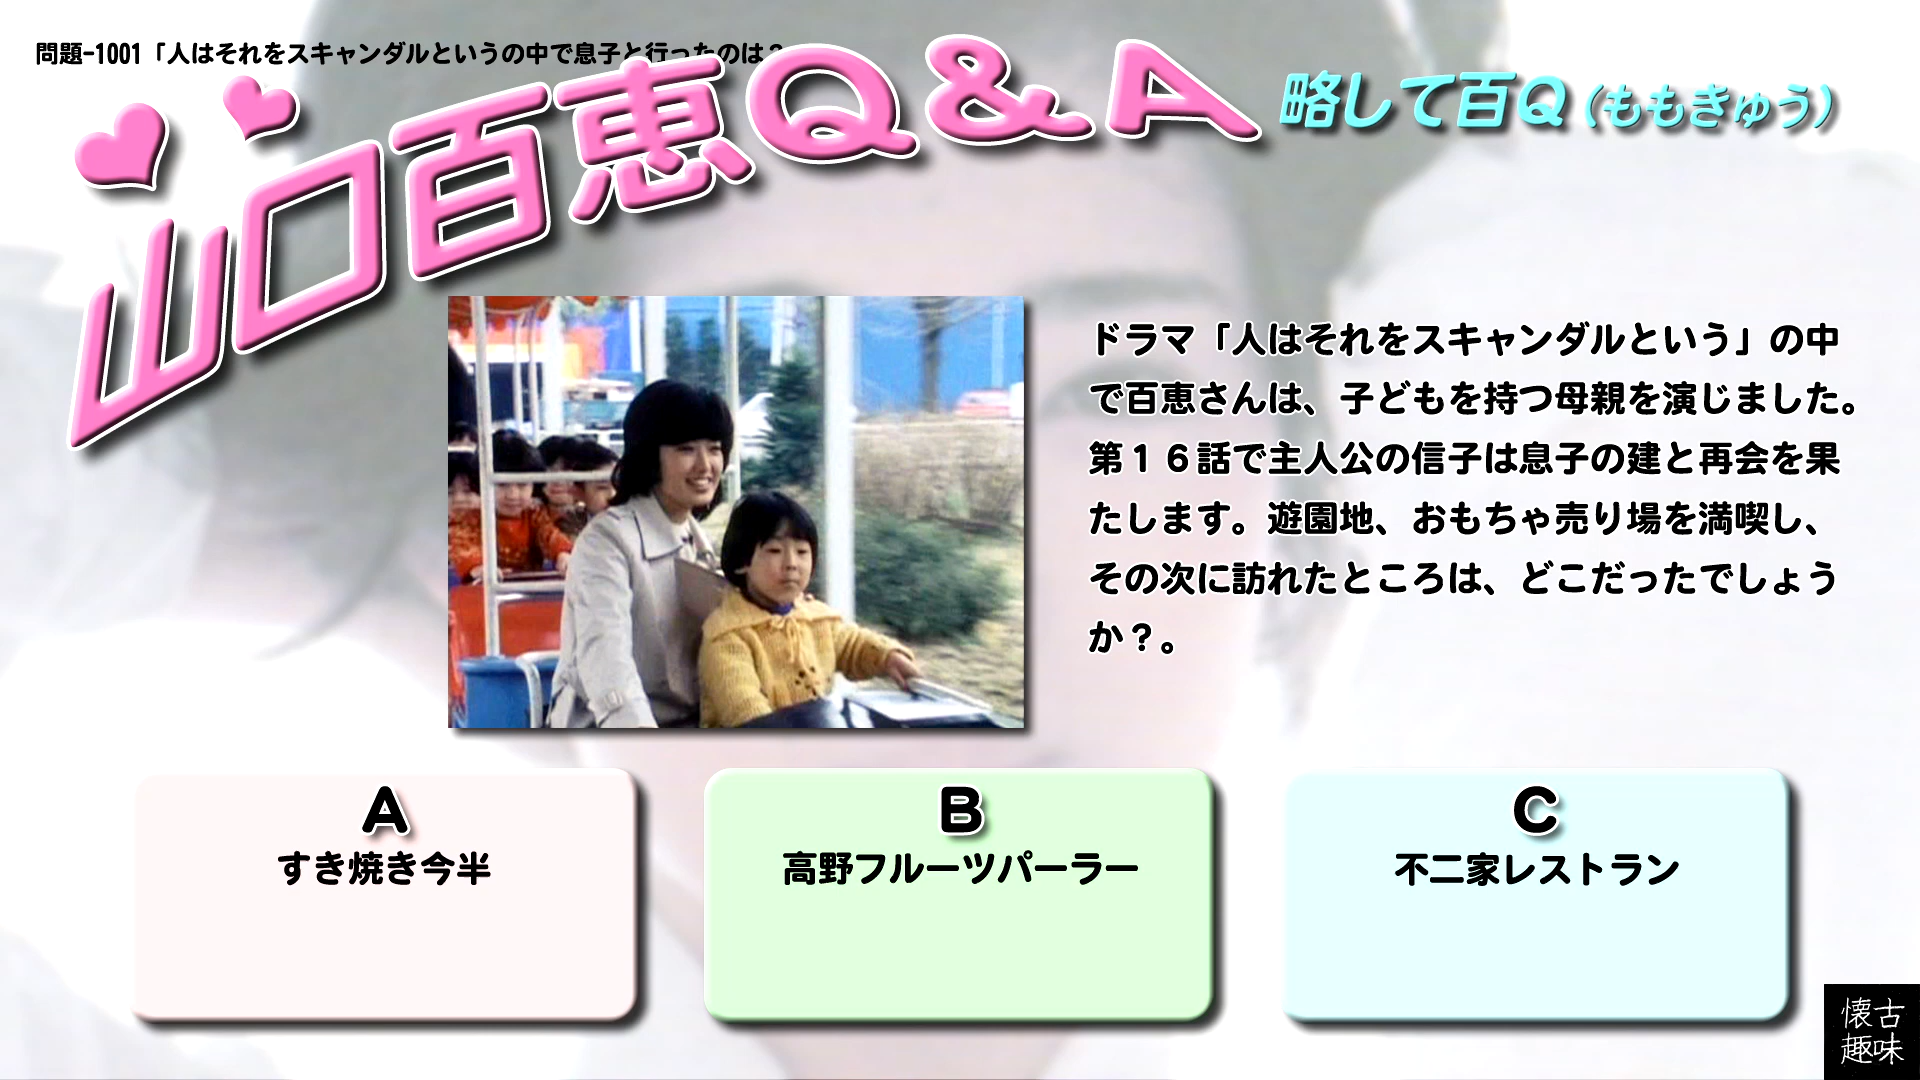 問題-1001「人はそれをスキャンダルというの中で息子と行ったのは？
山口百恵Q&A
略して百Q（ももきゅう）
ドラマ「人はそれをスキャンダルという」の中
で百恵さんは、子どもを持つ母親を演じました。
第１６話で主人公の信子は息子の建と再会を果
たします。遊園地、おもちゃ売り場を満喫し、
その次に訪れたところは、どこだったでしょう
か？。
A
すき焼き今半
B
高野フルーツパーラー
C
不二家レストラン
懐古
趣味